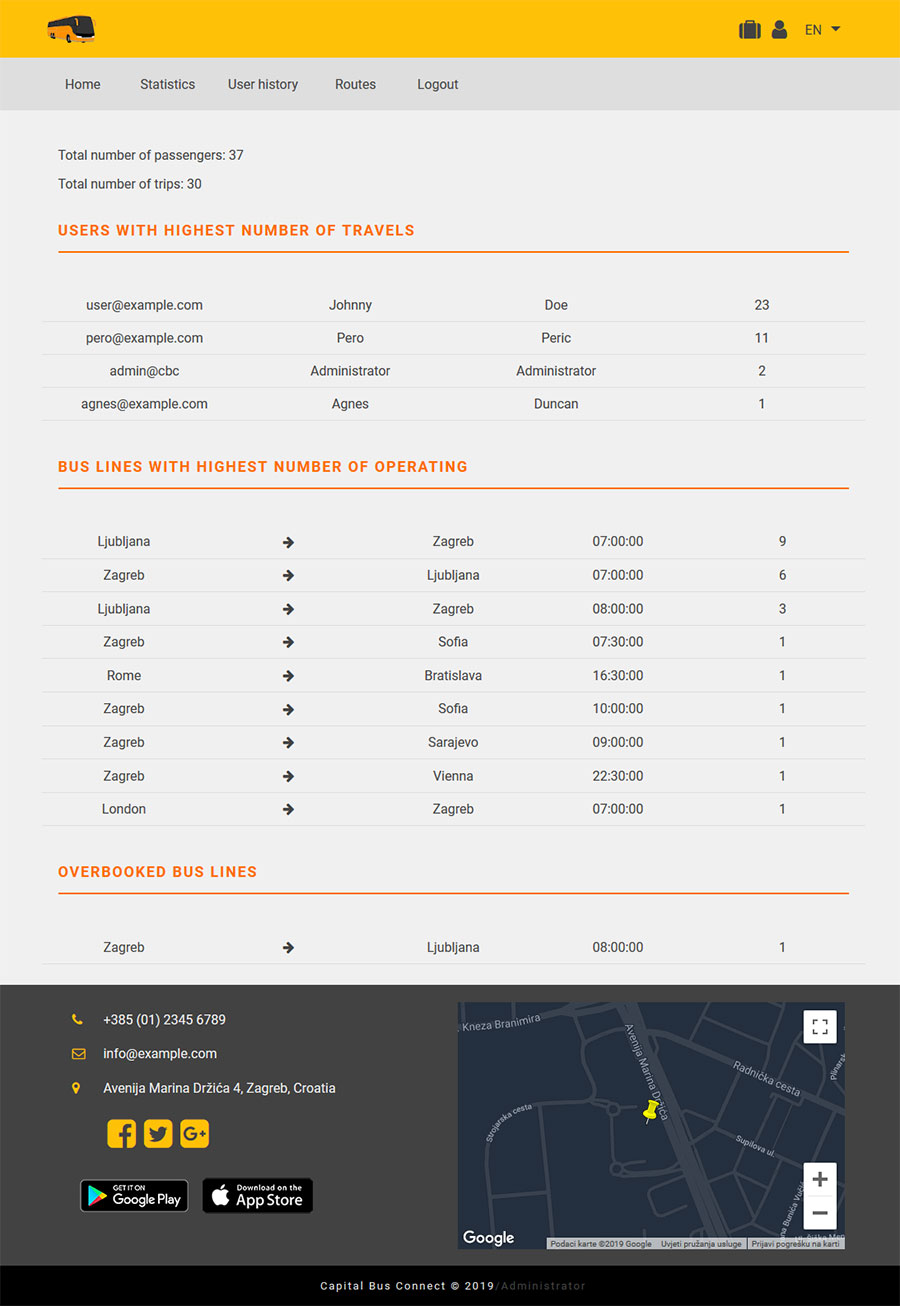 EN
Home Statistics User history Routes Logout
Total number of passengers: 37
Total number of trips: 30
USERS WITH HIGHEST NUMBER OF TRAVELS
user@example.com Johnny Doe 23
pero@example.com Pero Peric 11
admin@cbc Administrator Administrator 2
agnes@example.com Agnes Duncan 1
BUS LINES WITH HIGHEST NUMBER OF OPERATING
Ljubljana → Zagreb 07:00:00 9
Zagreb → Ljubljana 07:00:00 6
Ljubljana → Zagreb 08:00:00 3
Zagreb → Sofia 07:30:00 1
Rome → Bratislava 16:30:00 1
Zagreb → Sofia 10:00:00 1
Zagreb → Sarajevo 09:00:00 1
Zagreb → Vienna 22:30:00 1
London → Zagreb 07:00:00 1
OVERBOOKED BUS LINES
Zagreb → Ljubljana 08:00:00 1
+385 (01) 2345 6789
info@example.com
Avenija Marina Držića 4, Zagreb, Croatia
GET IT ON
Google Play
Download on the
App Store
Kneza Branimira
Avenija Marina Držića
Radnička cesta
Strojarska cesta
Supilova ul.
Google
Podaci karte ©2019 Google Uvjeti pružanja usluge Prijavi pogrešku na karti
Capital Bus Connect © 2019/Administrator